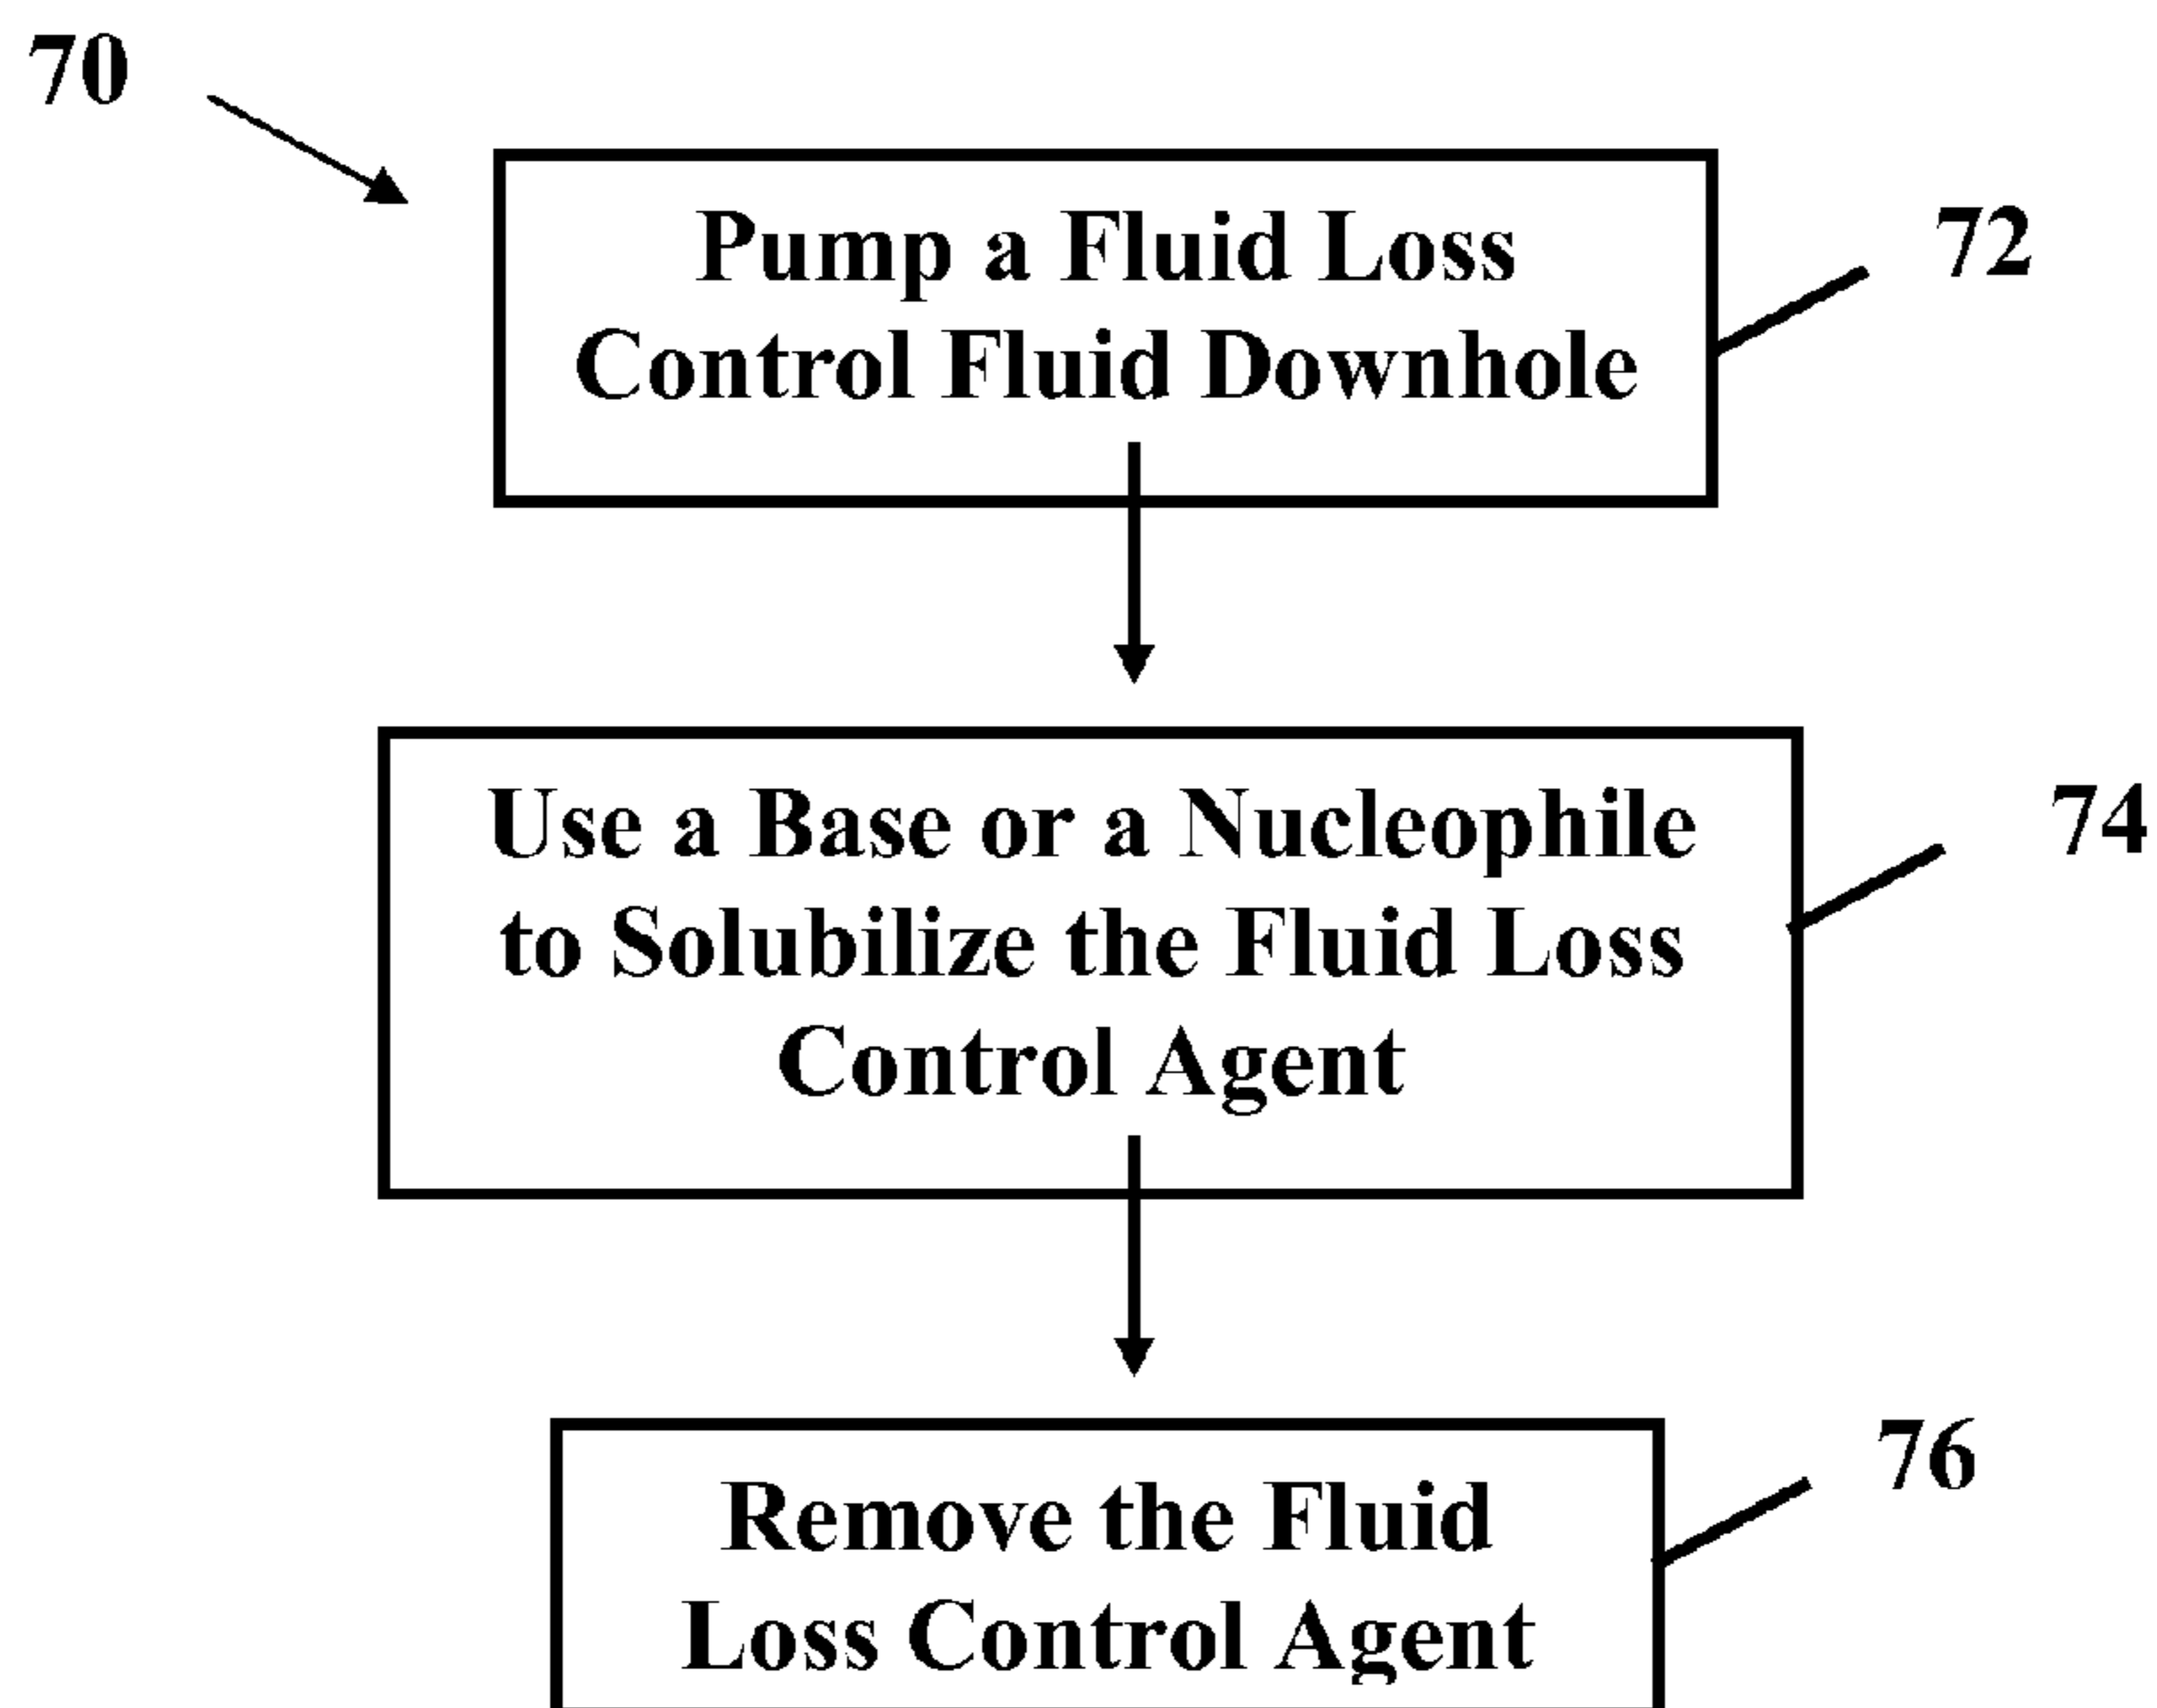 70
Pump a Fluid Loss
Control Fluid Downhole
72
Use a Base or a Nucleophile
to Solubilize the Fluid Loss
Control Agent
74
Remove the Fluid
Loss Control Agent
76